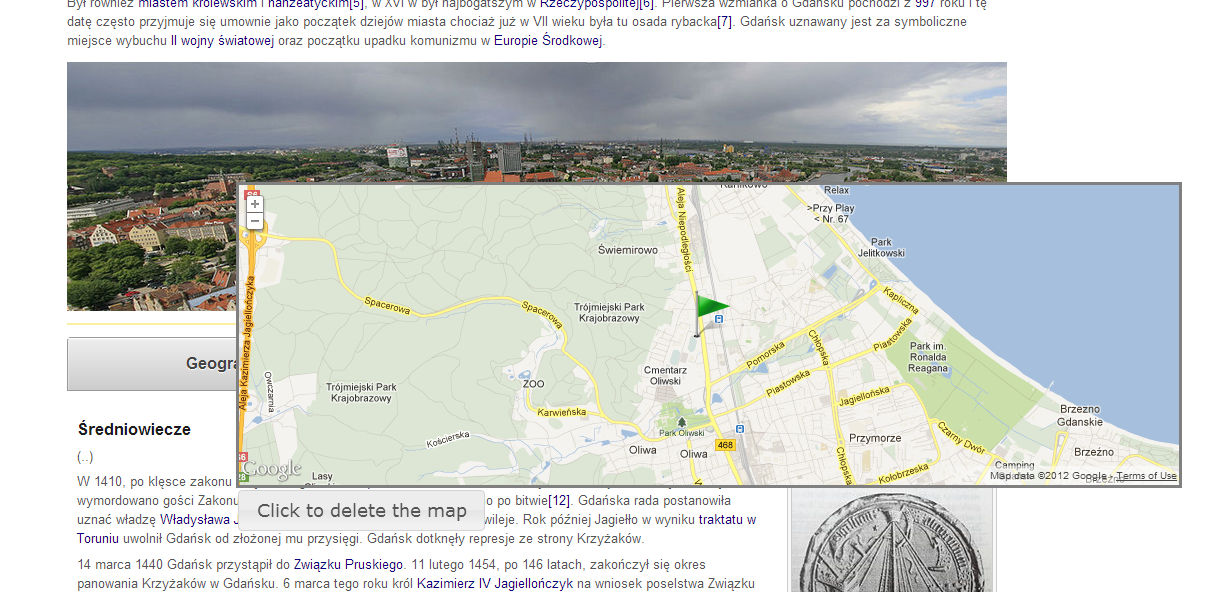 Był również miastem królewskim i hanzeatyckim[5], w XVI w był najbogatszym w Rzeczypospolitej[6]. Pierwsza wzmianka o Gdańsku pochodzi z 997 roku i tę
datę często przyjmuje się umownie jako początek dziejów miasta chociaż już w VII wieku była tu osada rybacka[7]. Gdańsk uznawany jest za symboliczne
miejsce wybuchu II wojny światowej oraz początku upadku komunizmu w Europie Środkowej.
+
−
Aleja Niepodległości
Relax
>Przy Play
< Nr. 67
Park
Jelitkowski
Świemirowo
Spacerowa
Spacerowa
Trójmiejski Park
Krajobrazowy
Kapliczna
Aleja Kazimierza Jagiellończyka
Pomorska
Chłopska
Piastowska
Park im.
Ronalda
Reagana
Geogra
Owczarnia
Trójmiejski Park
Krajobrazowy
ZOO
Cmentarz
Oliwski
Piastowska
Jagiellońska
Karwieńska
Brzezno
Gdanskie
Średniowiecze
Kościerska
Park Oliwski
468
Przymorze
Czarny Dwór
Oliwa
Oliwa
Chłopska
Brzeźno
(..)
Google
Lasy
Kołobrzeska
Camping
Map data ©2012 Google - Terms of Use
W 1410, po klęsce zakonu
wymordowano gości Zakonu
o po bitwie[12]. Gdańska rada postanowiła
Click to delete the map
uznać władzę Władysława J
wileje. Rok później Jagiełło w wyniku traktatu w
Toruniu uwolnił Gdańsk od złożonej mu przysięgi. Gdańsk dotknęły represje ze strony Krzyżaków.
14 marca 1440 Gdańsk przystąpił do Związku Pruskiego. 11 lutego 1454, po 146 latach, zakończył się okres
panowania Krzyżaków w Gdańsku. 6 marca tego roku król Kazimierz IV Jagiellończyk na wniosek poselstwa Związku